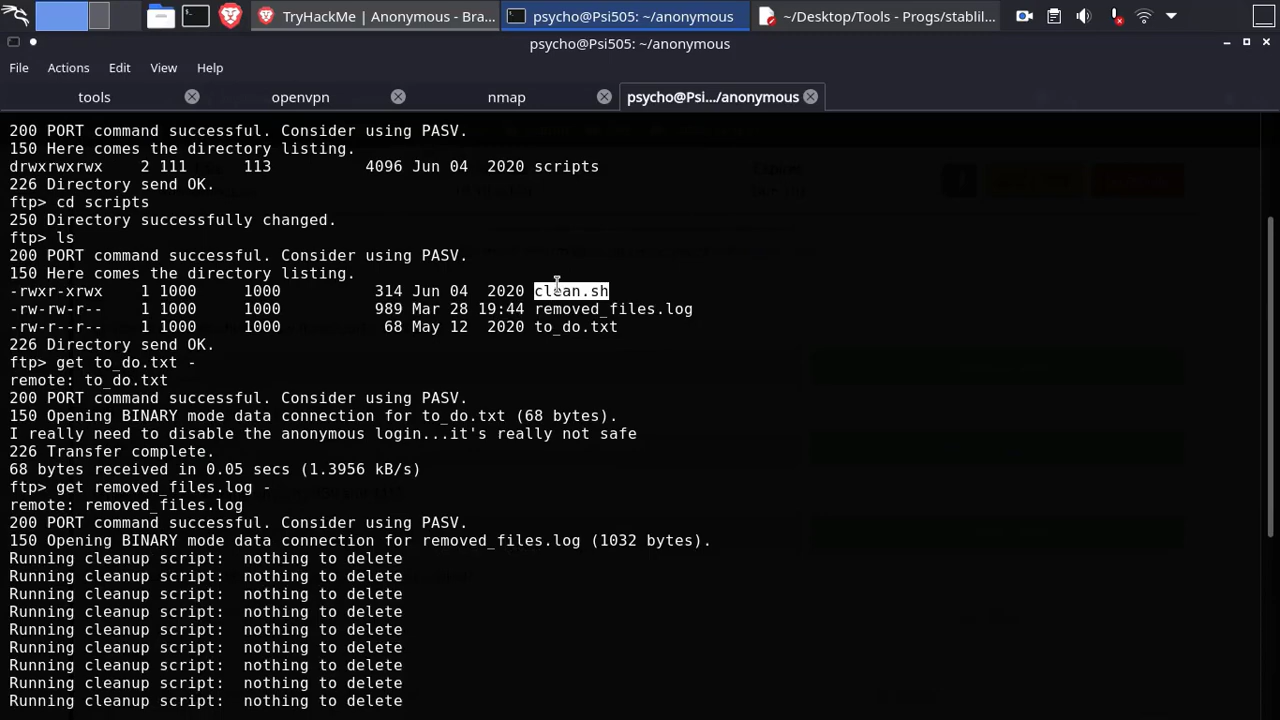 TryHackMe | Anonymous - Bra...
psycho@Psi505: ~/anonymous
~/Desktop/Tools - Progs/stablil...
psycho@Psi505: ~/anonymous
File Actions Edit View Help
tools
openvpn
nmap
psycho@Psi.../anonymous
200 PORT command successful. Consider using PASV.
150 Here comes the directory listing.
drwxrwxrwx    2 111      113          4096 Jun 04  2020 scripts
226 Directory send OK.
ftp> cd scripts
250 Directory successfully changed.
ftp> ls
200 PORT command successful. Consider using PASV.
150 Here comes the directory listing.
-rwxr-xrwx    1 1000     1000          314 Jun 04  2020 clean.sh
-rw-rw-r--    1 1000     1000          989 Mar 28 19:44 removed_files.log
-rw-r--r--    1 1000     1000           68 May 12  2020 to_do.txt
226 Directory send OK.
ftp> get to_do.txt -
remote: to_do.txt
200 PORT command successful. Consider using PASV.
150 Opening BINARY mode data connection for to_do.txt (68 bytes).
I really need to disable the anonymous login...it's really not safe
226 Transfer complete.
68 bytes received in 0.05 secs (1.3956 kB/s)
ftp> get removed_files.log -
remote: removed_files.log
200 PORT command successful. Consider using PASV.
150 Opening BINARY mode data connection for removed_files.log (1032 bytes).
Running cleanup script:  nothing to delete
Running cleanup script:  nothing to delete
Running cleanup script:  nothing to delete
Running cleanup script:  nothing to delete
Running cleanup script:  nothing to delete
Running cleanup script:  nothing to delete
Running cleanup script:  nothing to delete
Running cleanup script:  nothing to delete
Running cleanup script:  nothing to delete